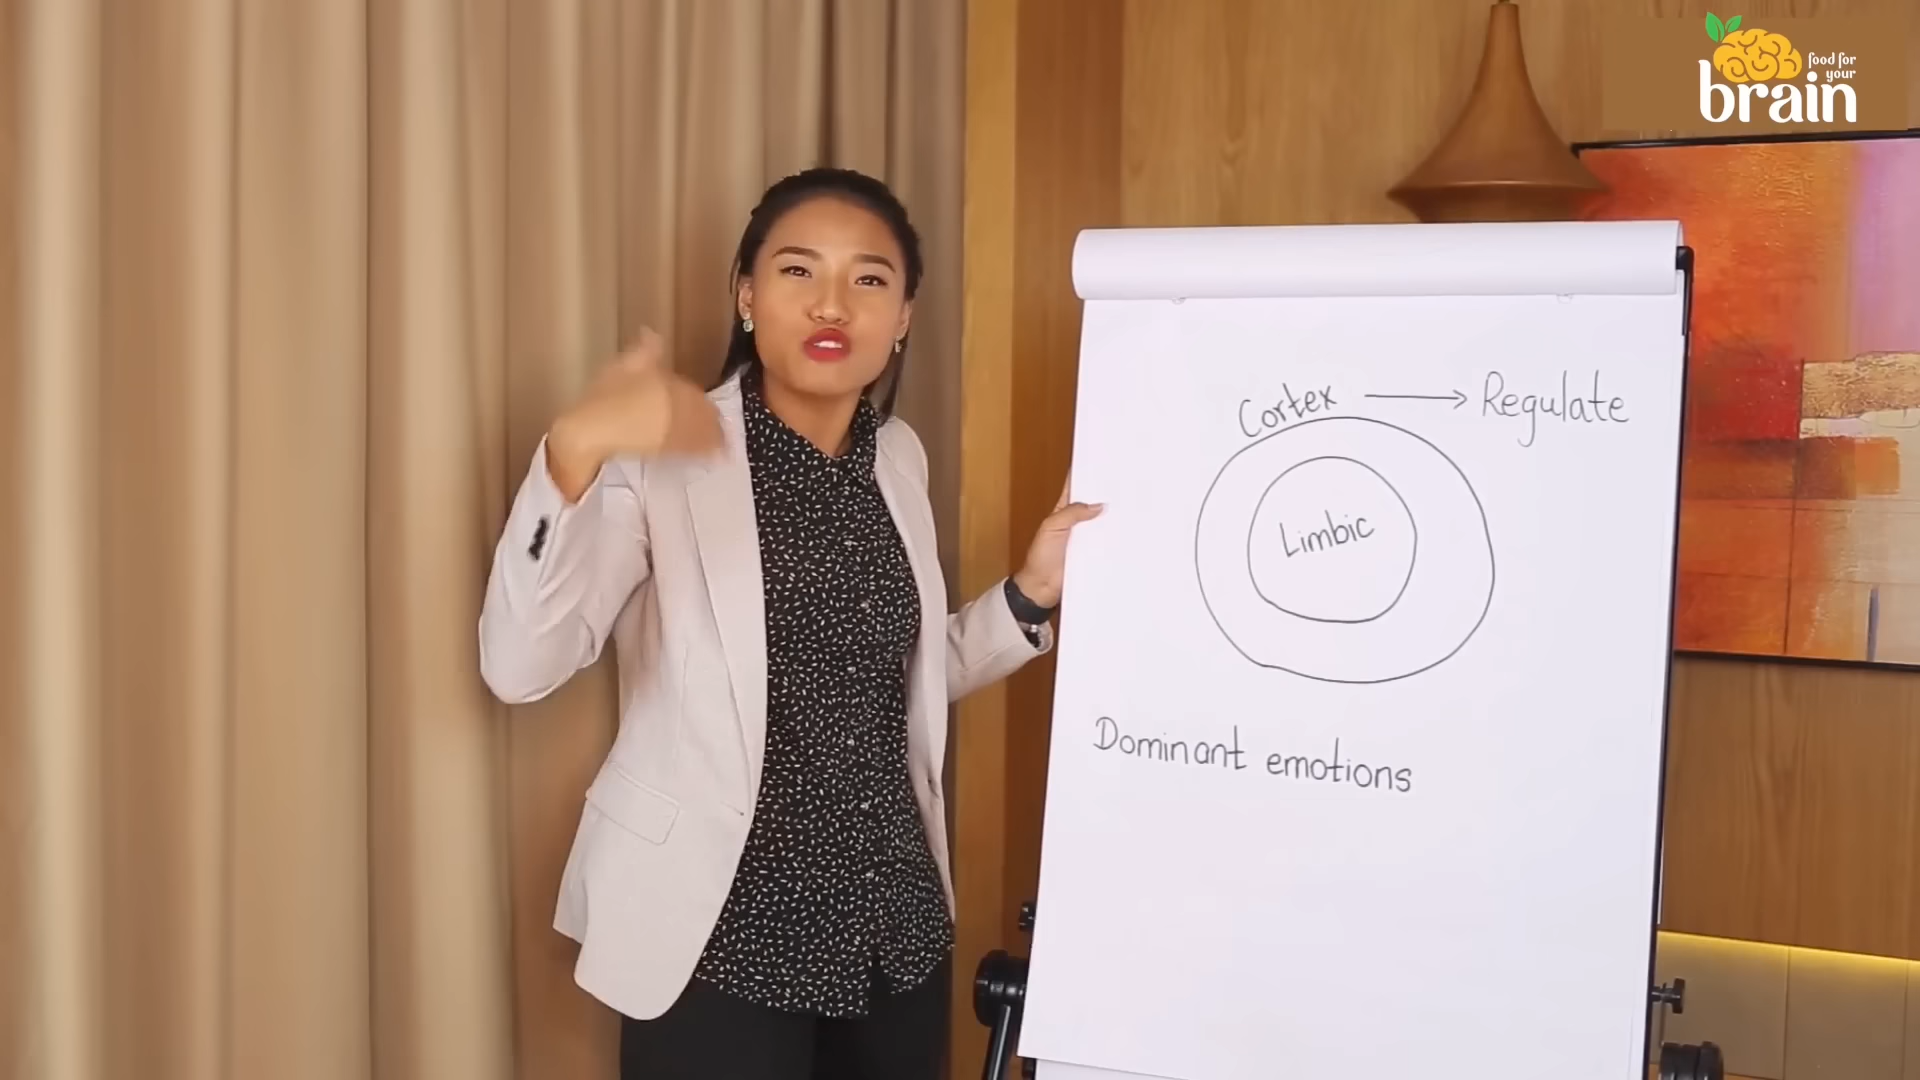 food for
your
brain
Cortex → Regulate
Limbic
Dominant emotions